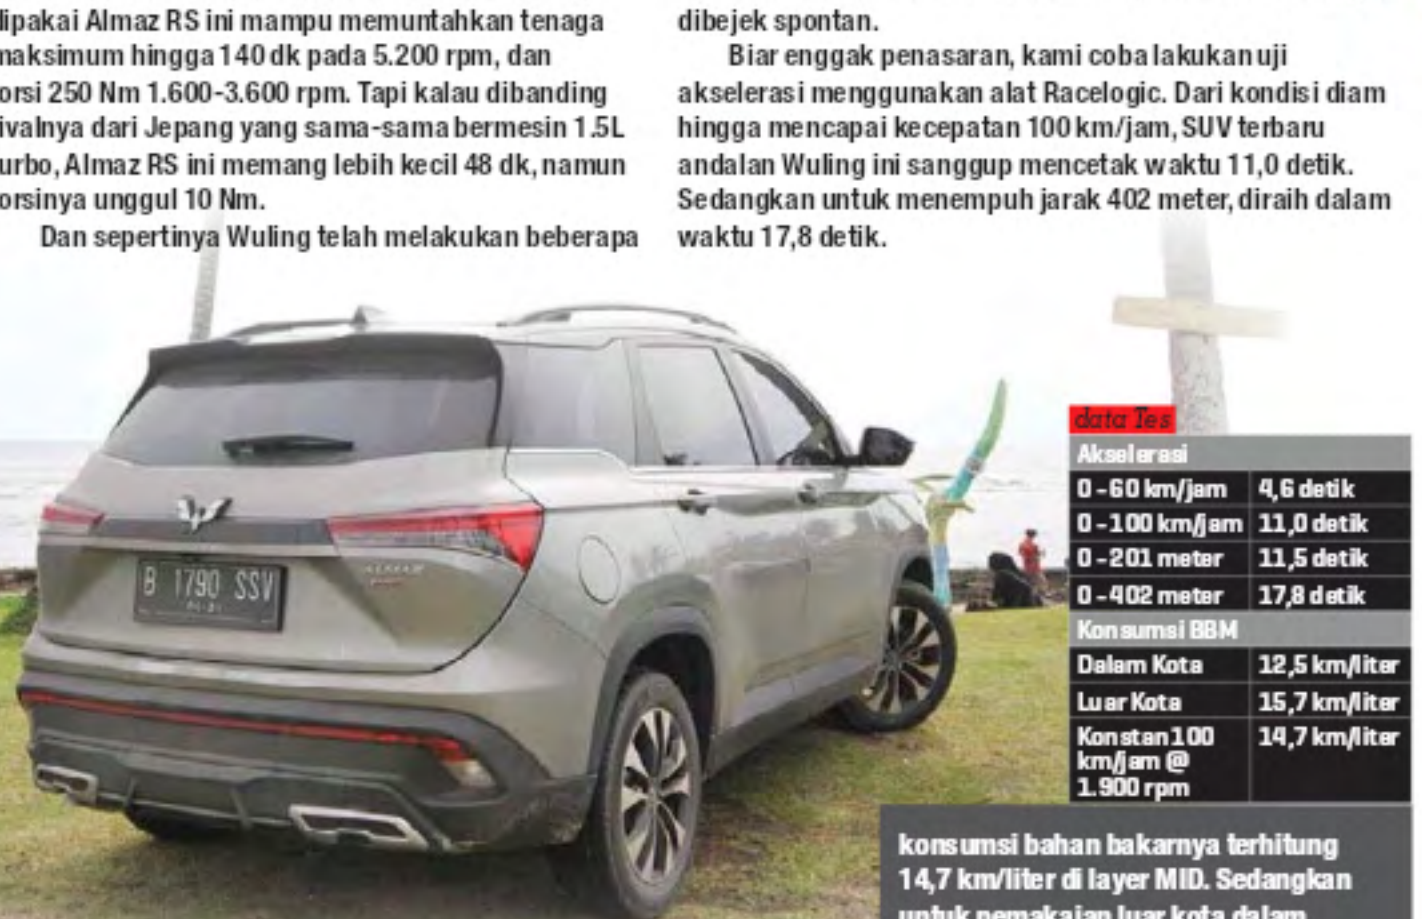 dipakai Almaz RS ini mampu memuntahkan tenaga
maksimum hingga 140 dk pada 5.200 rpm, dan
torsi 250 Nm 1.600-3.600 rpm. Tapi kalau dibanding
rivalnya dari Jepang yang sama-sama bermesin 1.5L
turbo, Almaz RS ini memang lebih kecil 48 dk, namun
torsinya unggul 10 Nm.
Dan sepertinya Wuling telah melakukan beberapa
dibejek spontan.
Biar enggak penasaran, kami coba lakukan uji
akselerasi menggunakan alat Racelogic. Dari kondisi diam
hingga mencapai kecepatan 100 km/jam, SUV terbaru
andalan Wuling ini sanggup mencetak waktu 11,0 detik.
Sedangkan untuk menempuh jarak 402 meter, diraih dalam
waktu 17,8 detik.
B 1790 SSV
ALMAZ
data Tes
Akselerasi
0 - 60 km/jam 4,6 detik
0 - 100 km/jam 11,0 detik
0 - 201 meter 11,5 detik
0 - 402 meter 17,8 detik
Konsumsi BBM
Dalam Kota 12,5 km/liter
Luar Kota 15,7 km/liter
Konstan 100 14,7 km/liter
km/jam @
1.900 rpm
konsumsi bahan bakarnya terhitung
14,7 km/liter di layer MID. Sedangkan
untuk pemakaian luar kota dalam